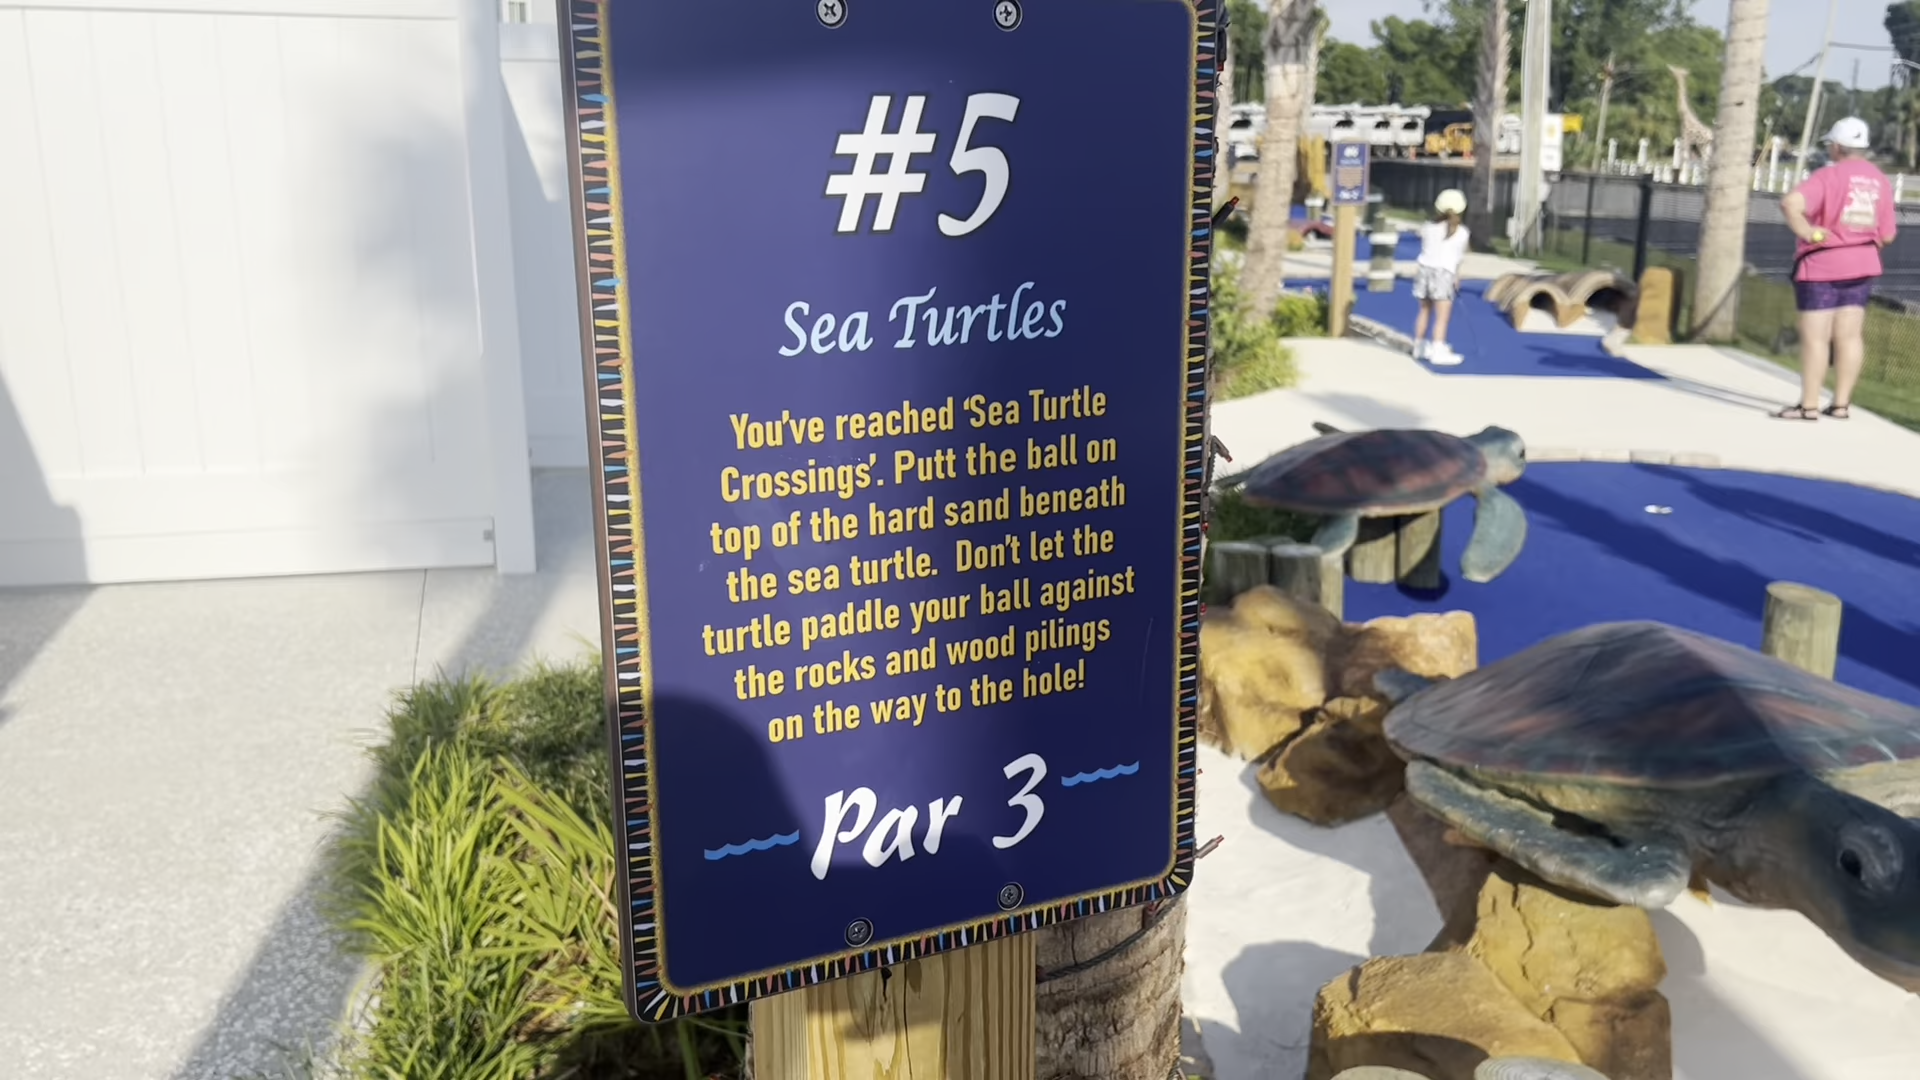 #5
Sea Turtles
You've reached 'Sea Turtle
Crossings'. Putt the ball on
top of the hard sand beneath
the sea turtle. Don't let the
turtle paddle your ball against
the rocks and wood pilings
on the way to the hole!
Par 3